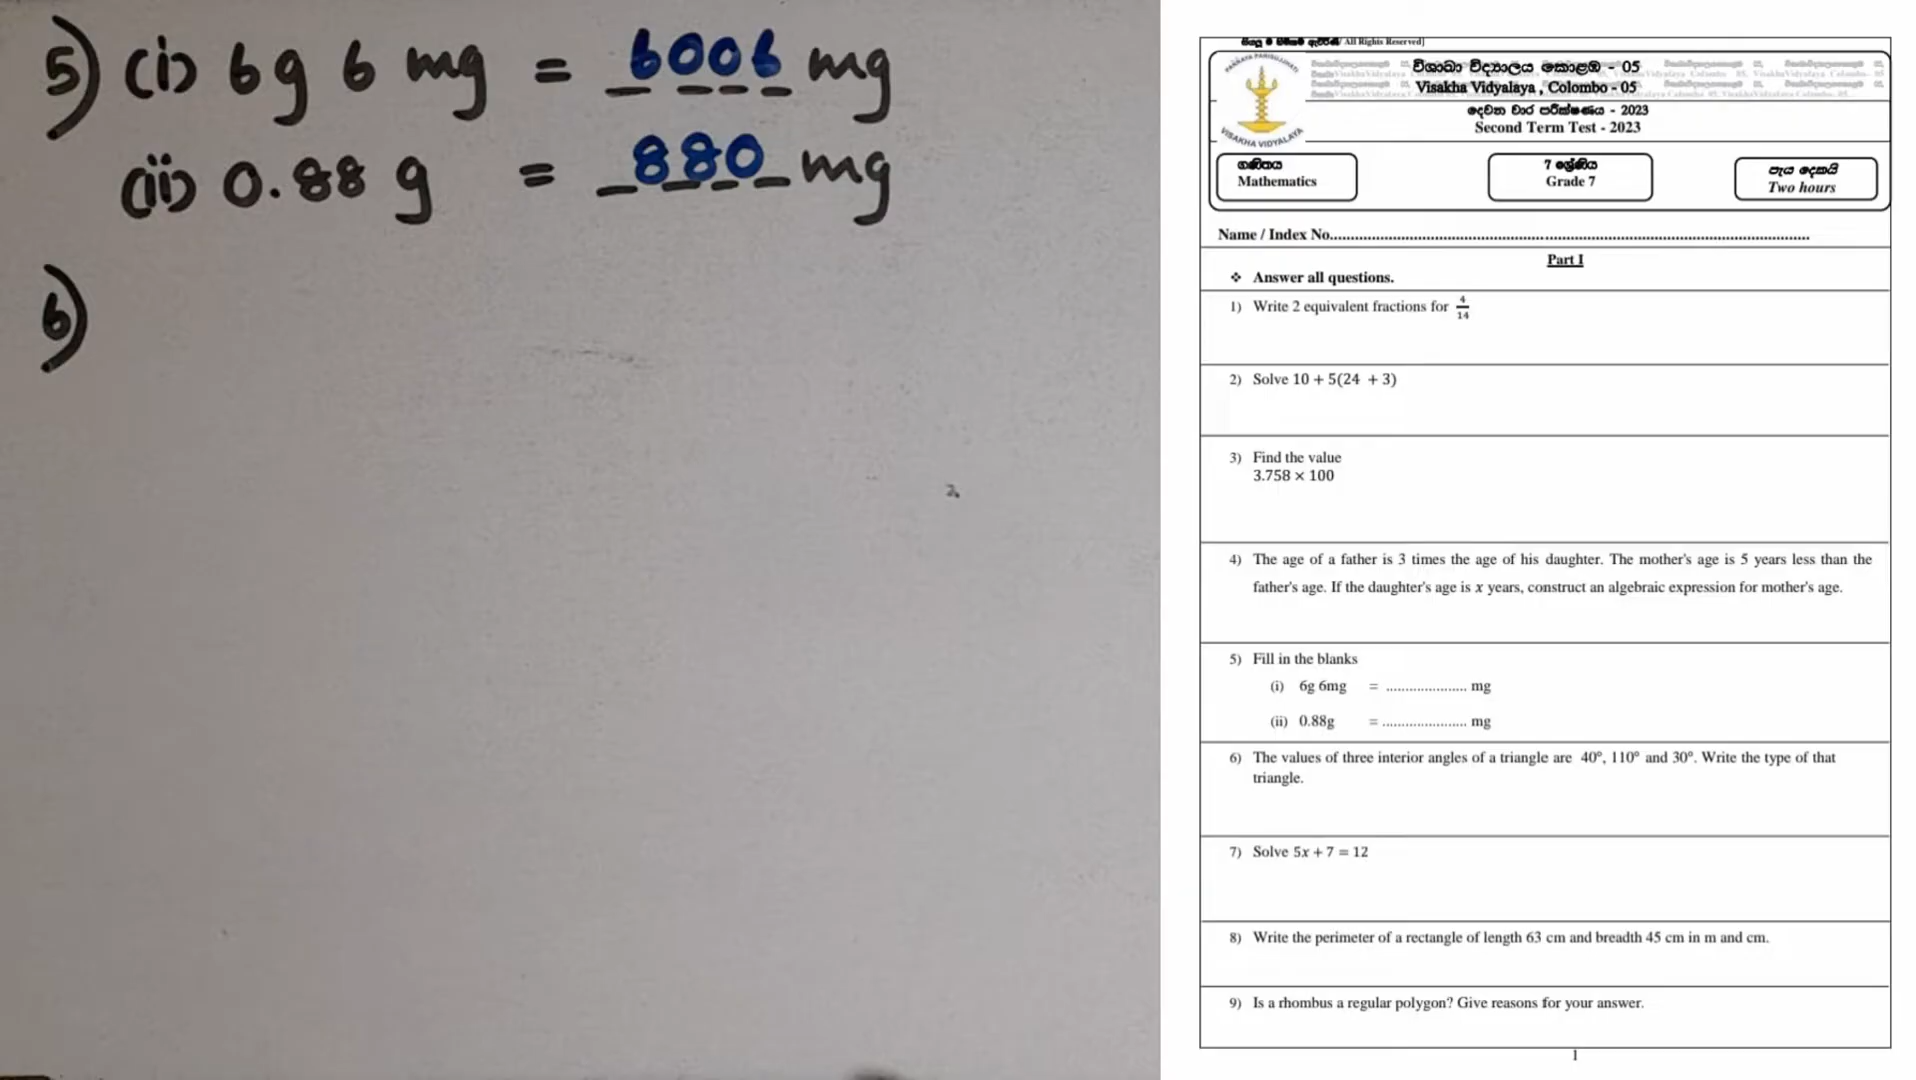 5) (i) 6g 6 mg = 6006 mg
(ii) 0.88 g = 880 mg
6)
All Rights Reserved]
විශාඛා විද්‍යාලය කොළඹ - 05
Visakha Vidyalaya , Colombo - 05
දෙවන වාර පරීක්ෂණය - 2023
Second Term Test - 2023
VISAKHA VIDYALAYA
ගණිතය
Mathematics
7 ශ්‍රේණිය
Grade 7
පැය දෙකයි
Two hours
Name / Index No....................................................................................................................
Part I
❖ Answer all questions.
1) Write 2 equivalent fractions for 4/14
2) Solve 10 + 5(24 + 3)
3) Find the value
3.758 × 100
4) The age of a father is 3 times the age of his daughter. The mother's age is 5 years less than the
father's age. If the daughter's age is x years, construct an algebraic expression for mother's age.
5) Fill in the blanks
(i) 6g 6mg = ..................... mg
(ii) 0.88g = ...................... mg
6) The values of three interior angles of a triangle are 40°, 110° and 30°. Write the type of that
triangle.
7) Solve 5x + 7 = 12
8) Write the perimeter of a rectangle of length 63 cm and breadth 45 cm in m and cm.
9) Is a rhombus a regular polygon? Give reasons for your answer.
1